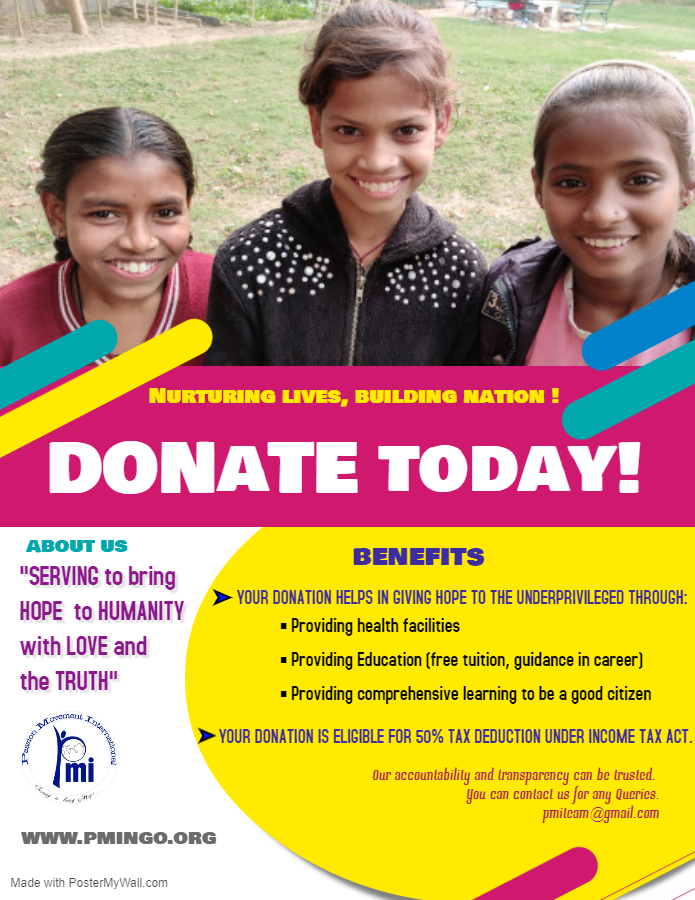 NURTURING LIVES, BUILDING NATION !
DONATE TODAY!
ABOUT US
"SERVING to bring
HOPE to HUMANITY
with LOVE and
the TRUTH"
Passion Movement International
pmi
WWW.PMINGO.ORG
Made with PosterMyWall.com
BENEFITS
➤ YOUR DONATION HELPS IN GIVING HOPE TO THE UNDERPRIVILEGED THROUGH:
▪ Providing health facilities
▪ Providing Education (free tuition, guidance in career)
▪ Providing comprehensive learning to be a good citizen
➤ YOUR DONATION IS ELIGIBLE FOR 50% TAX DEDUCTION UNDER INCOME TAX ACT.
Our accountability and transparency can be trusted.
You can contact us for any Queries.
pmiteam@gmail.com